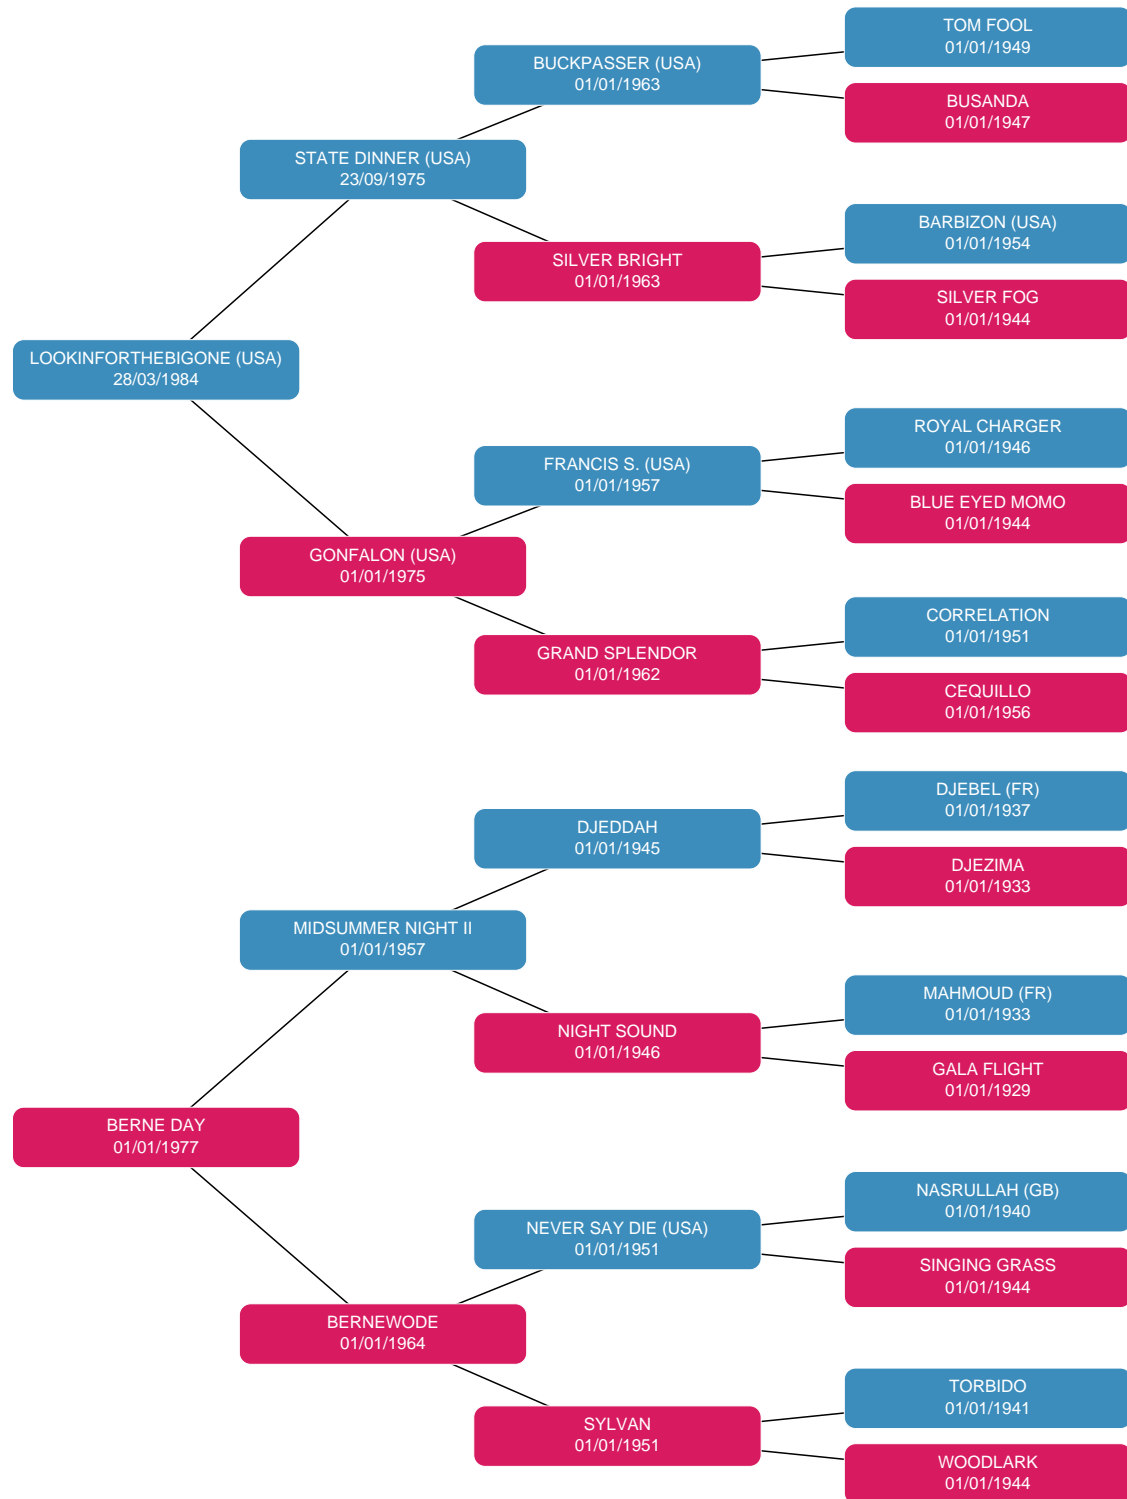 TOM FOOL
01/01/1949
BUCKPASSER (USA)
01/01/1963
BUSANDA
01/01/1947
STATE DINNER (USA)
23/09/1975
BARBIZON (USA)
01/01/1954
SILVER BRIGHT
01/01/1963
SILVER FOG
01/01/1944
LOOKINFORTHEBIGONE (USA)
28/03/1984
ROYAL CHARGER
01/01/1946
FRANCIS S. (USA)
01/01/1957
BLUE EYED MOMO
01/01/1944
GONFALON (USA)
01/01/1975
CORRELATION
01/01/1951
GRAND SPLENDOR
01/01/1962
CEQUILLO
01/01/1956
DJEBEL (FR)
01/01/1937
DJEDDAH
01/01/1945
DJEZIMA
01/01/1933
MIDSUMMER NIGHT II
01/01/1957
MAHMOUD (FR)
01/01/1933
NIGHT SOUND
01/01/1946
GALA FLIGHT
01/01/1929
BERNE DAY
01/01/1977
NASRULLAH (GB)
01/01/1940
NEVER SAY DIE (USA)
01/01/1951
SINGING GRASS
01/01/1944
BERNEWODE
01/01/1964
TORBIDO
01/01/1941
SYLVAN
01/01/1951
WOODLARK
01/01/1944